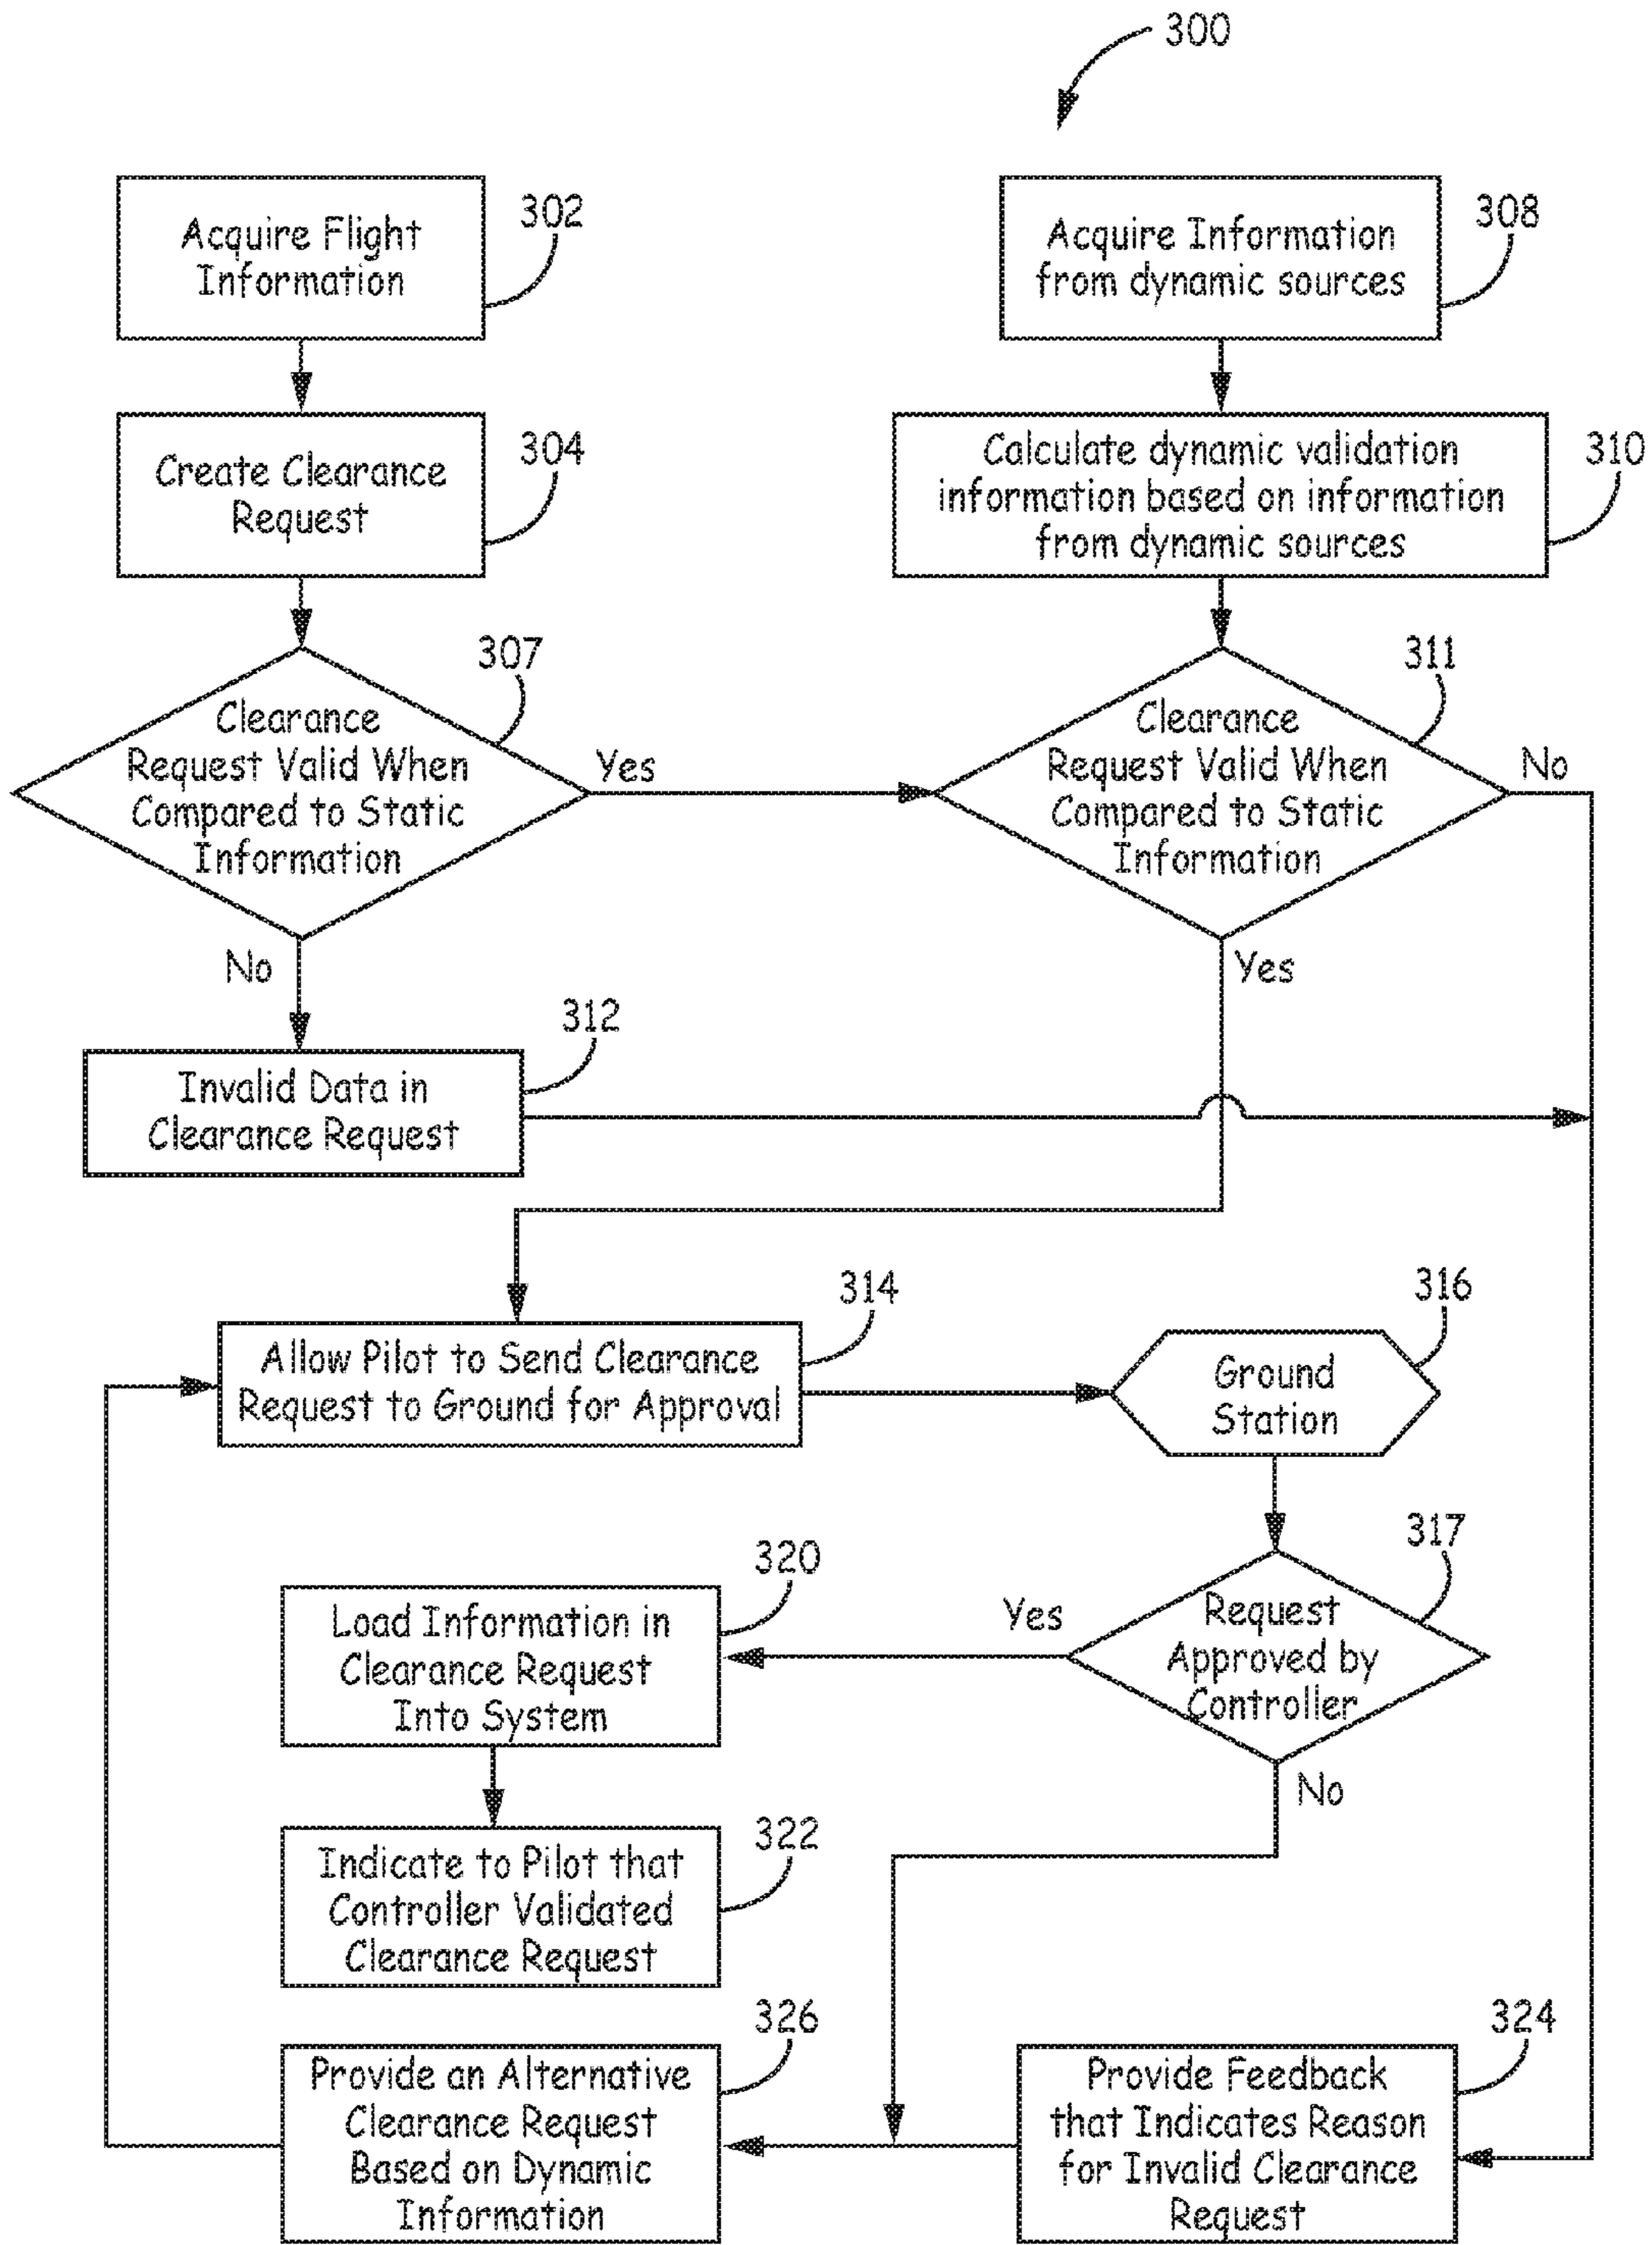 300
Acquire Flight
Information
302
Acquire Information
from dynamic sources
308
Create Clearance
Request
304
Calculate dynamic validation
information based on information
from dynamic sources
310
307
Clearance
Request Valid When
Compared to Static
Information
Yes
No
311
Clearance
Request Valid When
Compared to Static
Information
No
Yes
312
Invalid Data in
Clearance Request
314
Allow Pilot to Send Clearance
Request to Ground for Approval
316
Ground
Station
317
Request
Approved by
Controller
Yes
No
320
Load Information in
Clearance Request
Into System
322
Indicate to Pilot that
Controller Validated
Clearance Request
326
Provide an Alternative
Clearance Request
Based on Dynamic
Information
324
Provide Feedback
that Indicates Reason
for Invalid Clearance
Request